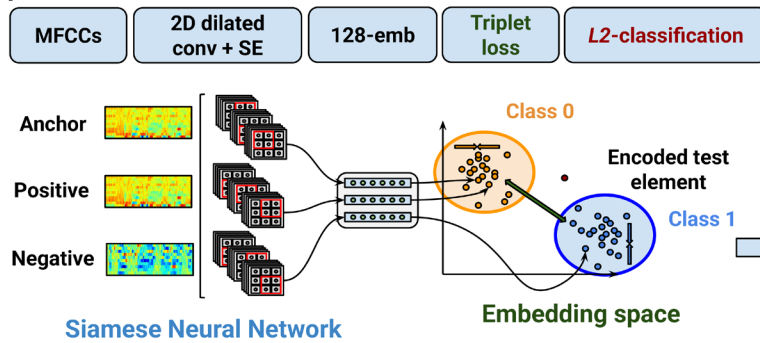 MFCCs
2D dilated
conv + SE
128-emb
Triplet
loss
L2-classification
Anchor
Positive
Negative
Class 0
Encoded test
element
Class 1
Embedding space
Siamese Neural Network